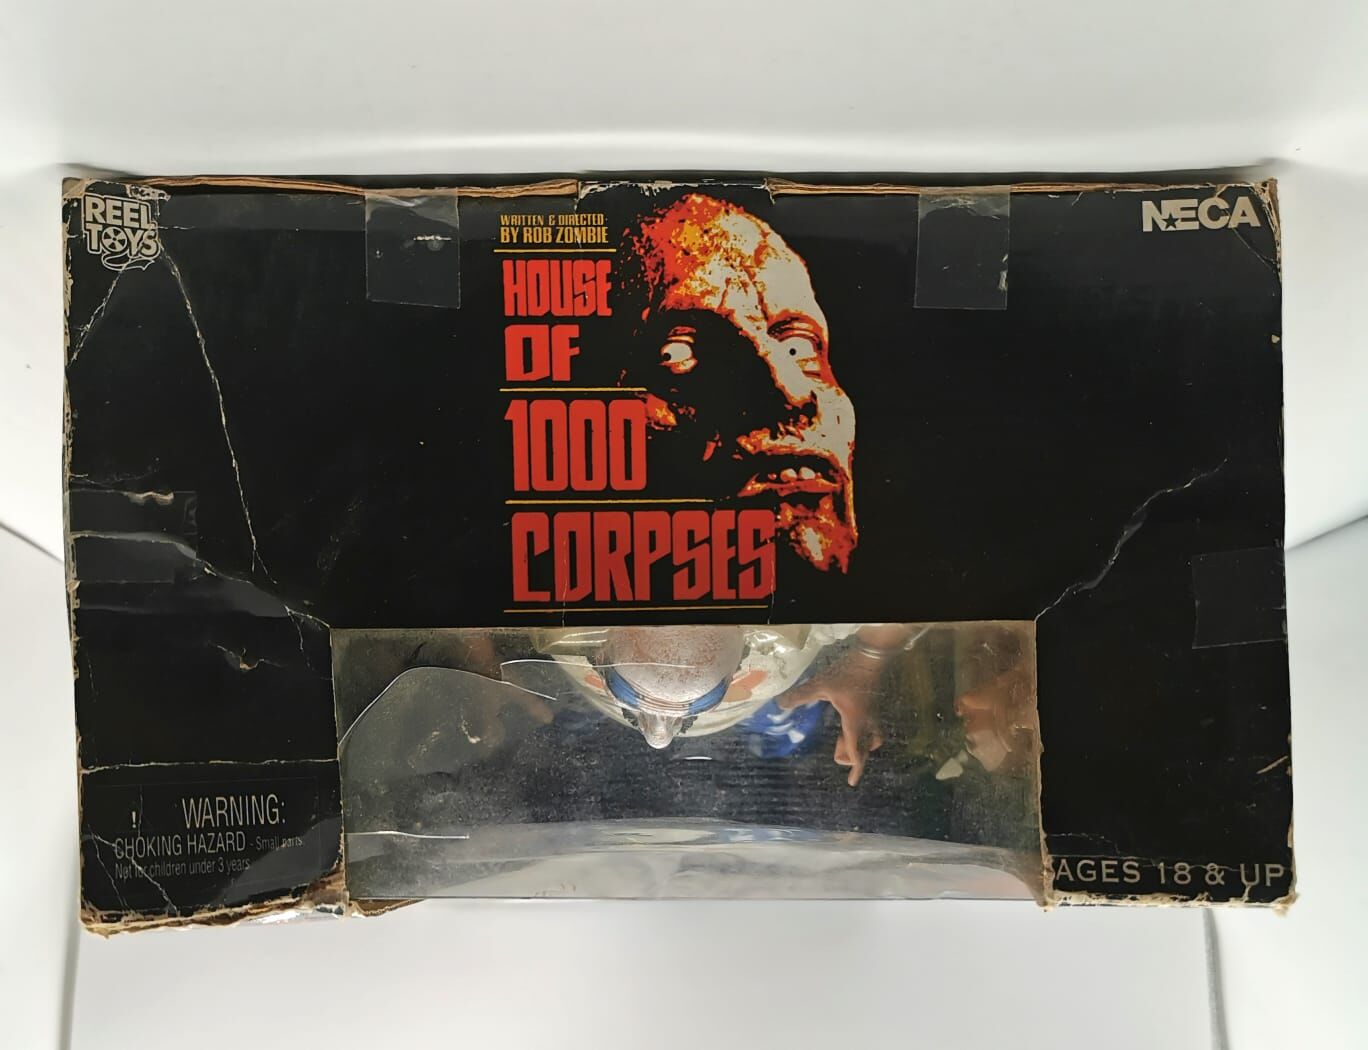 REEL
TOYS
NECA
WRITTEN & DIRECTED
BY ROB ZOMBIE
HOUSE
OF
1000
CORPSES
! WARNING:
CHOKING HAZARD - Small parts
Not for children under 3 years
AGES 18 & UP